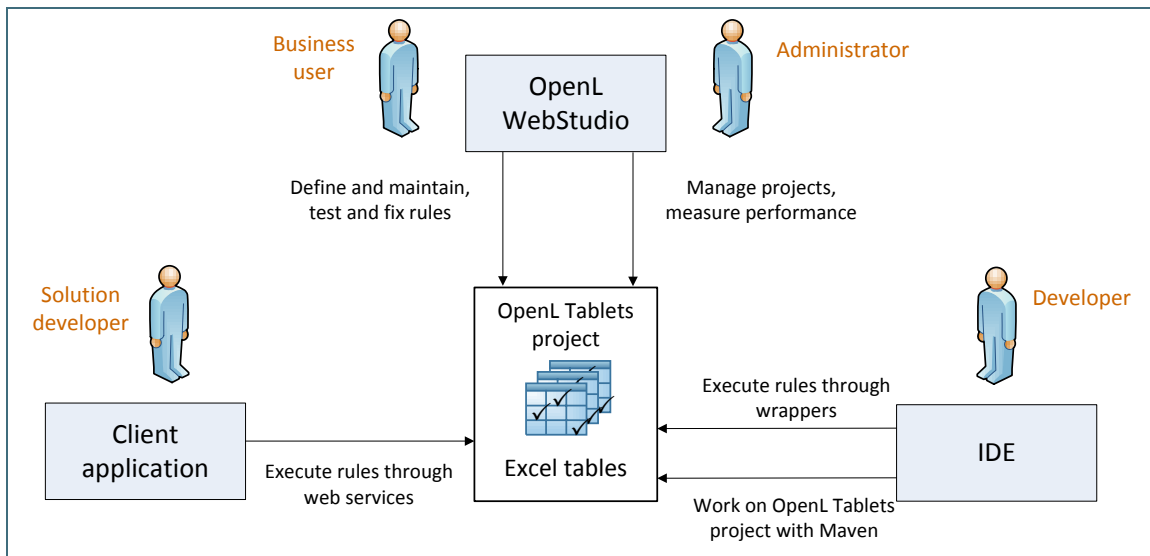 Business
user
OpenL
WebStudio
Administrator
Define and maintain,
test and fix rules
Manage projects,
measure performance
Solution
developer
OpenL Tablets
project
Developer
Execute rules through
wrappers
Client
application
Execute rules through
web services
Excel tables
IDE
Work on OpenL Tablets
project with Maven